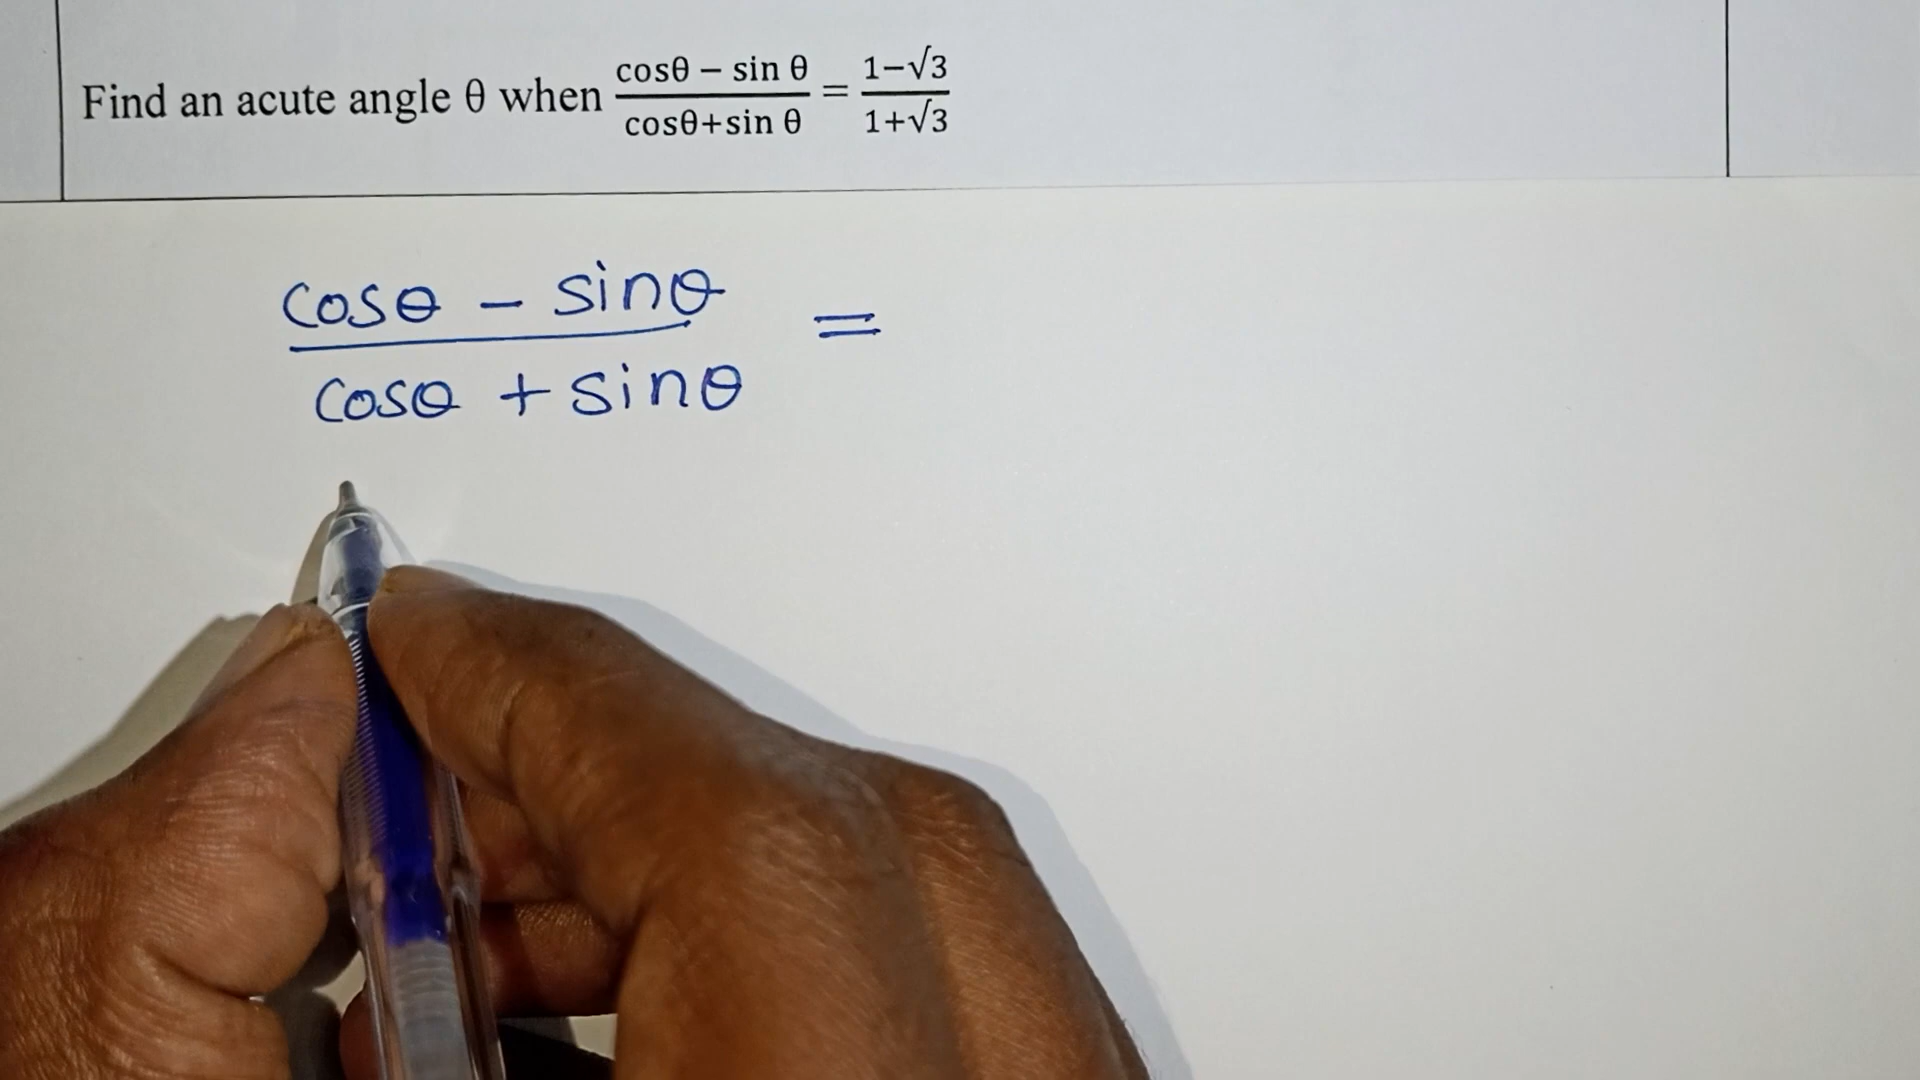 Find an acute angle θ when (cosθ − sin θ)/(cosθ+sin θ) = (1−√3)/(1+√3)
cosθ − sinθ =
cosθ + sinθ